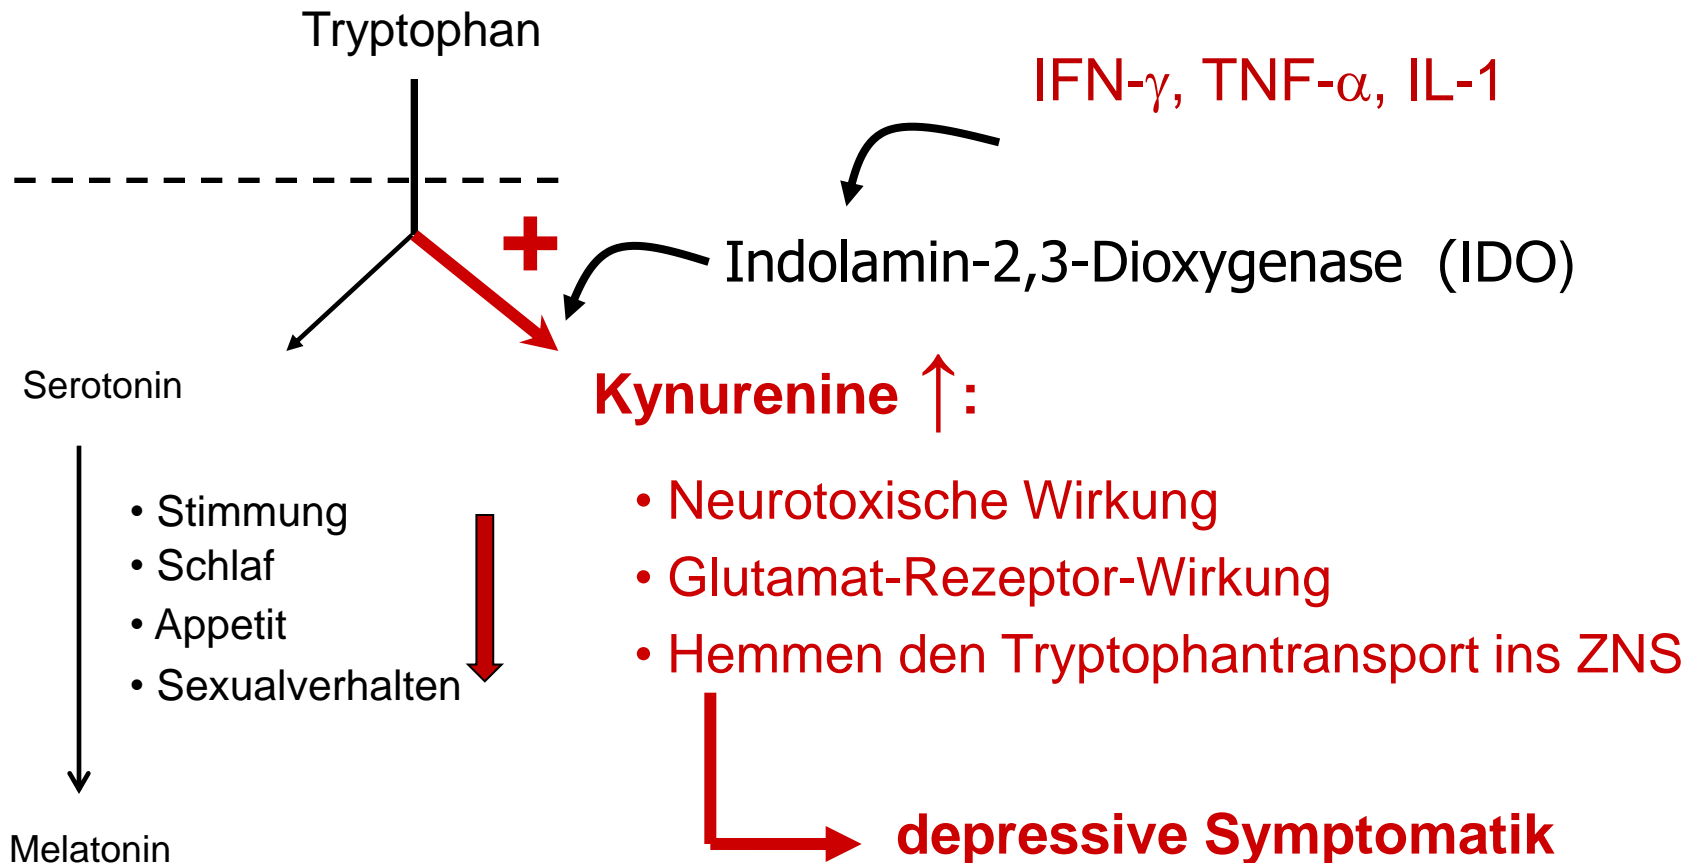 Tryptophan
IFN-γ, TNF-α, IL-1
+
Indolamin-2,3-Dioxygenase (IDO)
Serotonin
Kynurenine ↑:
• Stimmung
• Schlaf
• Appetit
• Sexualverhalten
• Neurotoxische Wirkung
• Glutamat-Rezeptor-Wirkung
• Hemmen den Tryptophantransport ins ZNS
depressive Symptomatik
Melatonin